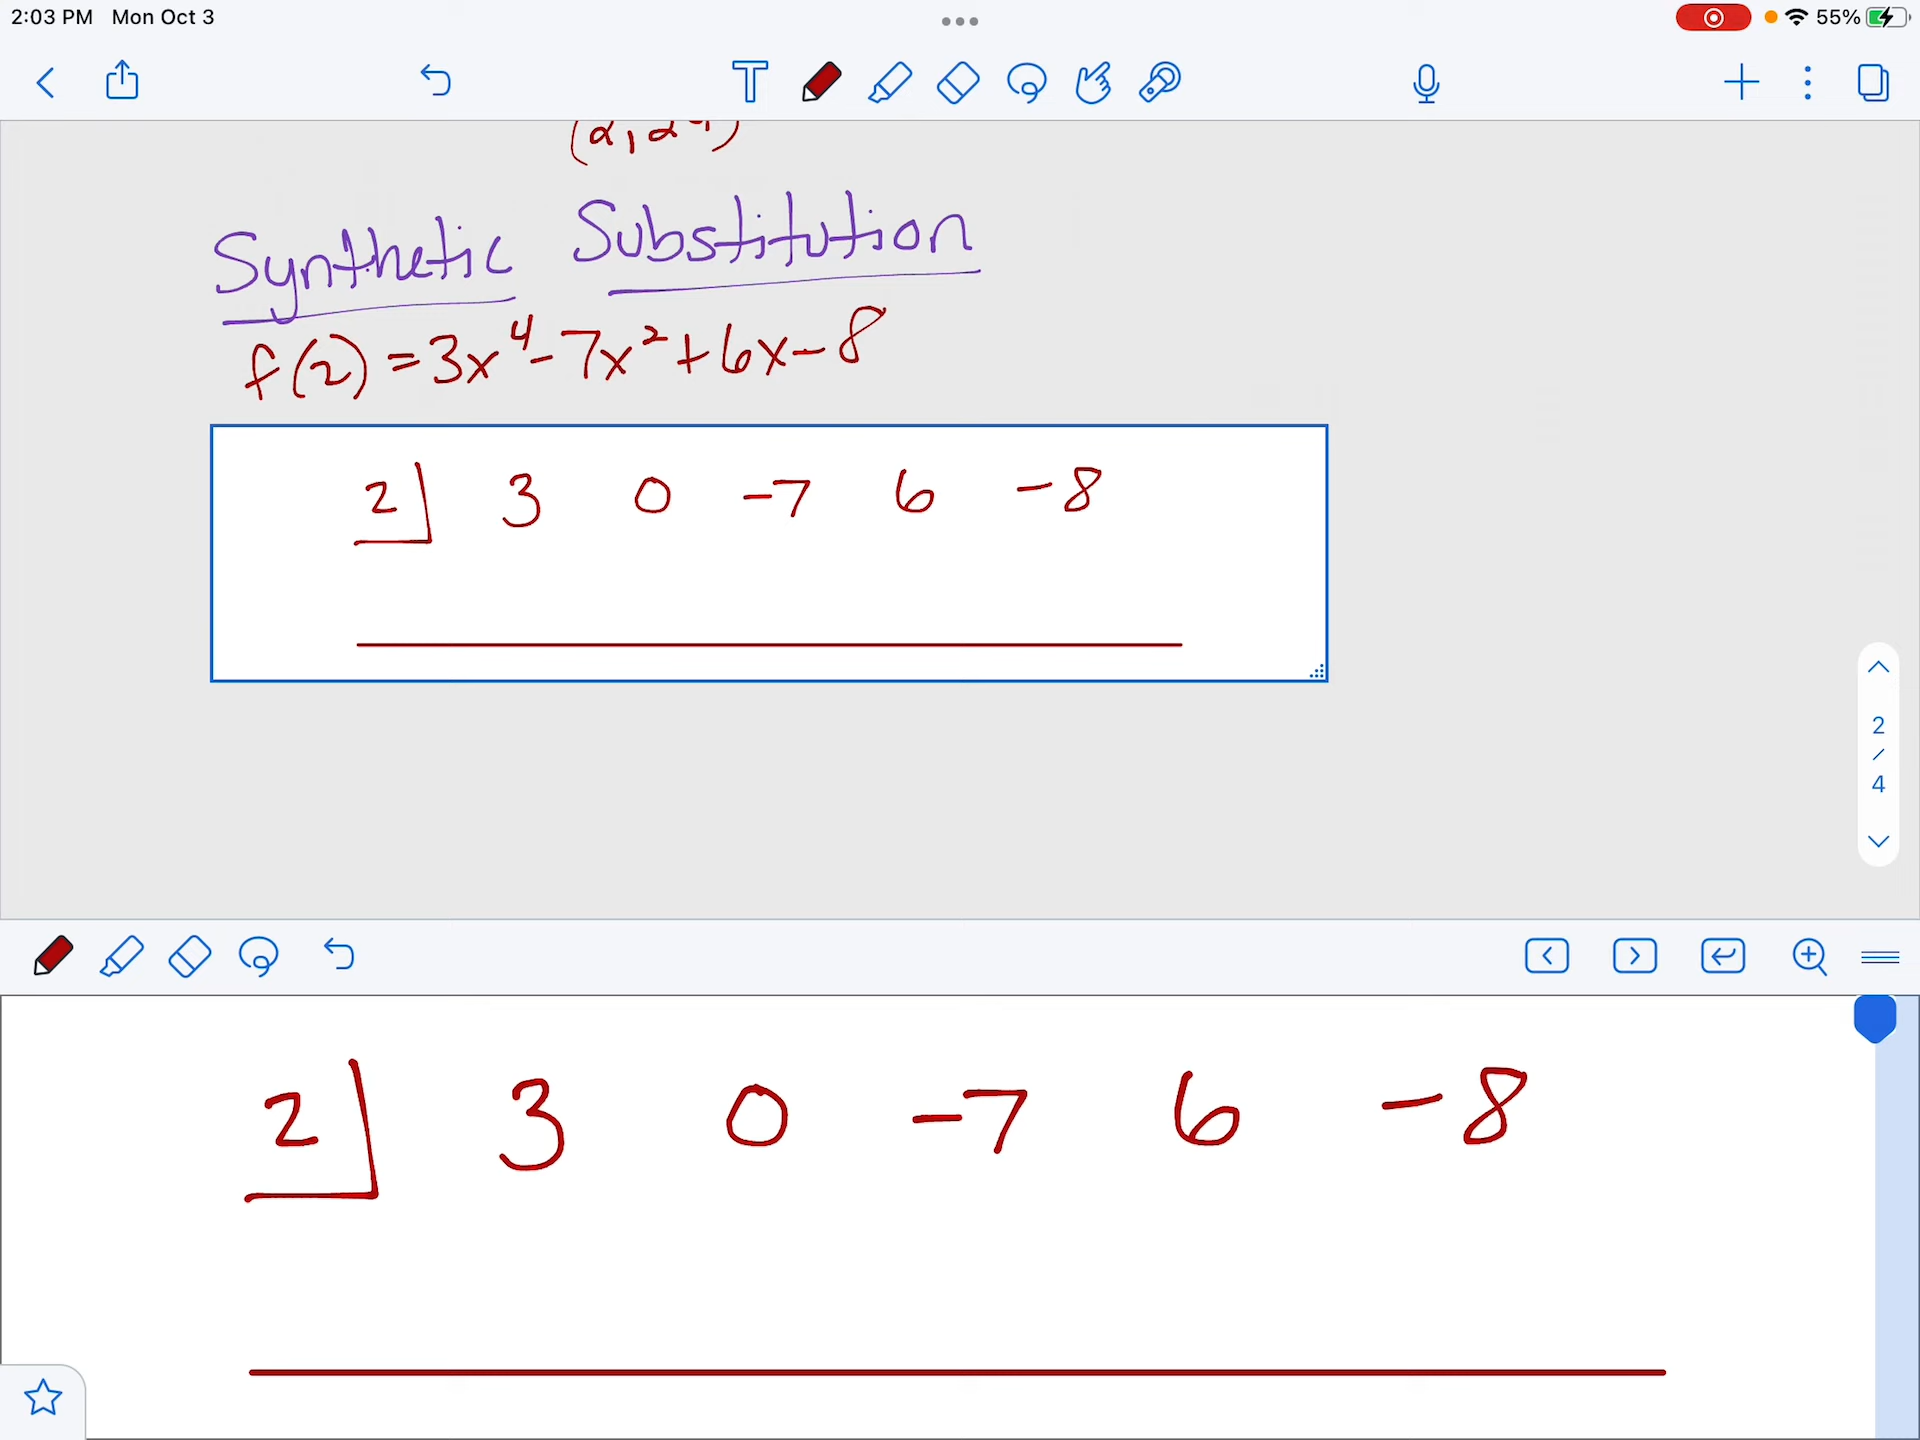 2:03 PM Mon Oct 3
55%
T
Synthetic Substitution
f(2)=3x⁴-7x²+6x-8
2 3 0 -7 6 -8
2
/
4
2 3 0 -7 6 -8